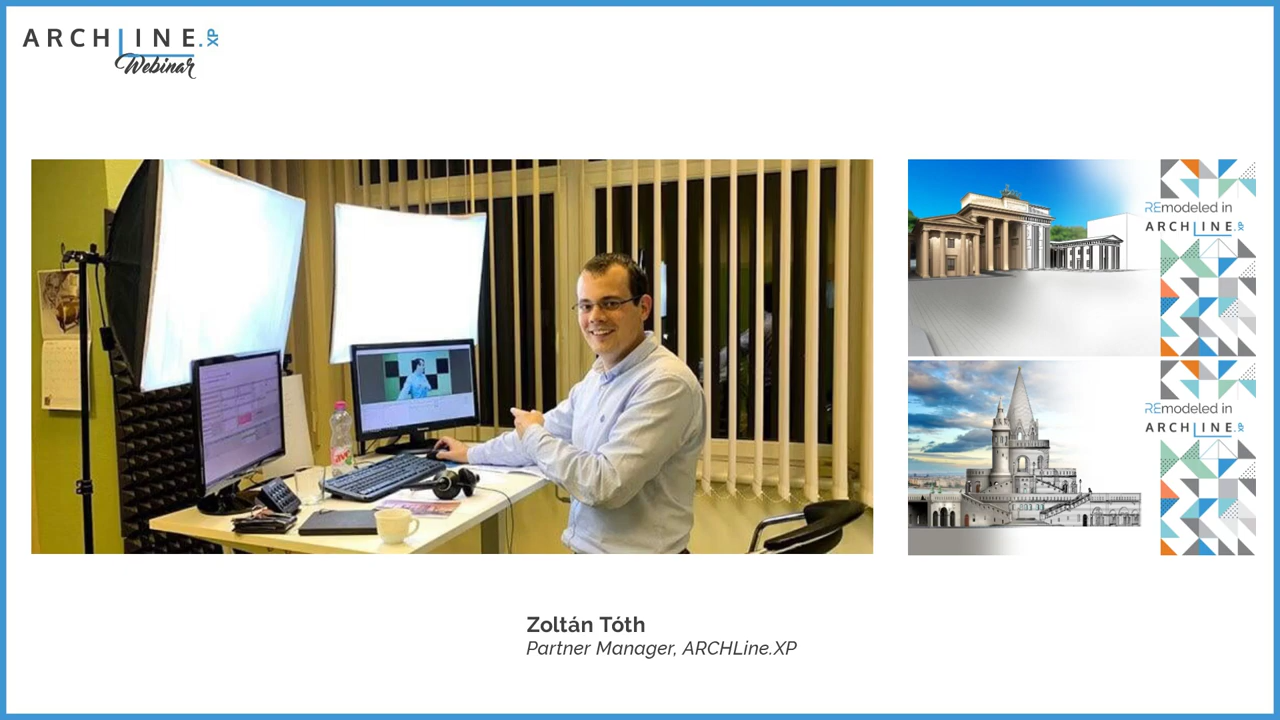 ARCHLINE.XP
Webinar
REmodeled in
ARCHLINE.XP
REmodeled in
ARCHLINE.XP
Zoltán Tóth
Partner Manager, ARCHLine.XP